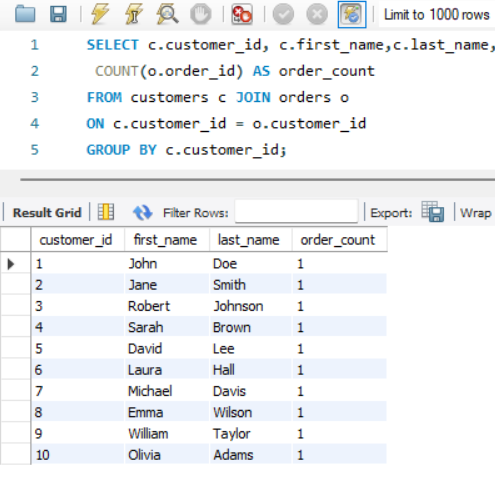 Limit to 1000 rows
1 SELECT c.customer_id, c.first_name,c.last_name,
2 COUNT(o.order_id) AS order_count
3 FROM customers c JOIN orders o
4 ON c.customer_id = o.customer_id
5 GROUP BY c.customer_id;
Result Grid Filter Rows: Export: Wrap
customer_id first_name last_name order_count
1 John Doe 1
2 Jane Smith 1
3 Robert Johnson 1
4 Sarah Brown 1
5 David Lee 1
6 Laura Hall 1
7 Michael Davis 1
8 Emma Wilson 1
9 William Taylor 1
10 Olivia Adams 1